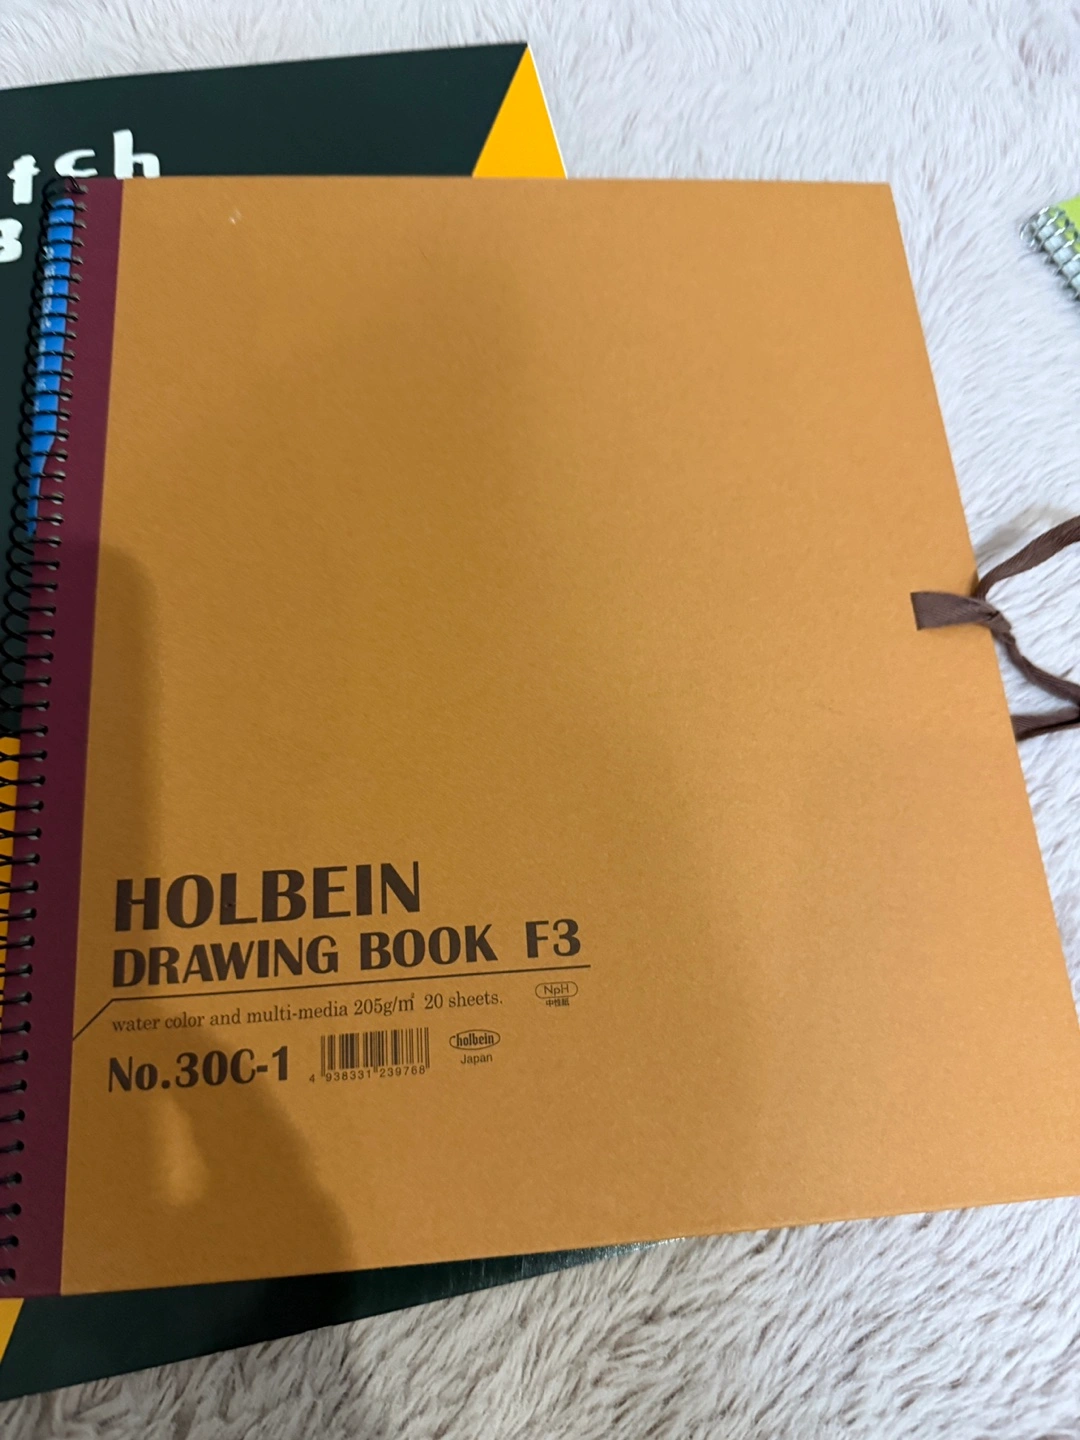 tch
B
HOLBEIN
DRAWING BOOK F3
water color and multi-media 205g/㎡ 20 sheets.
NpH
中性紙
No.30C-1
4 938331 239768
holbein
Japan